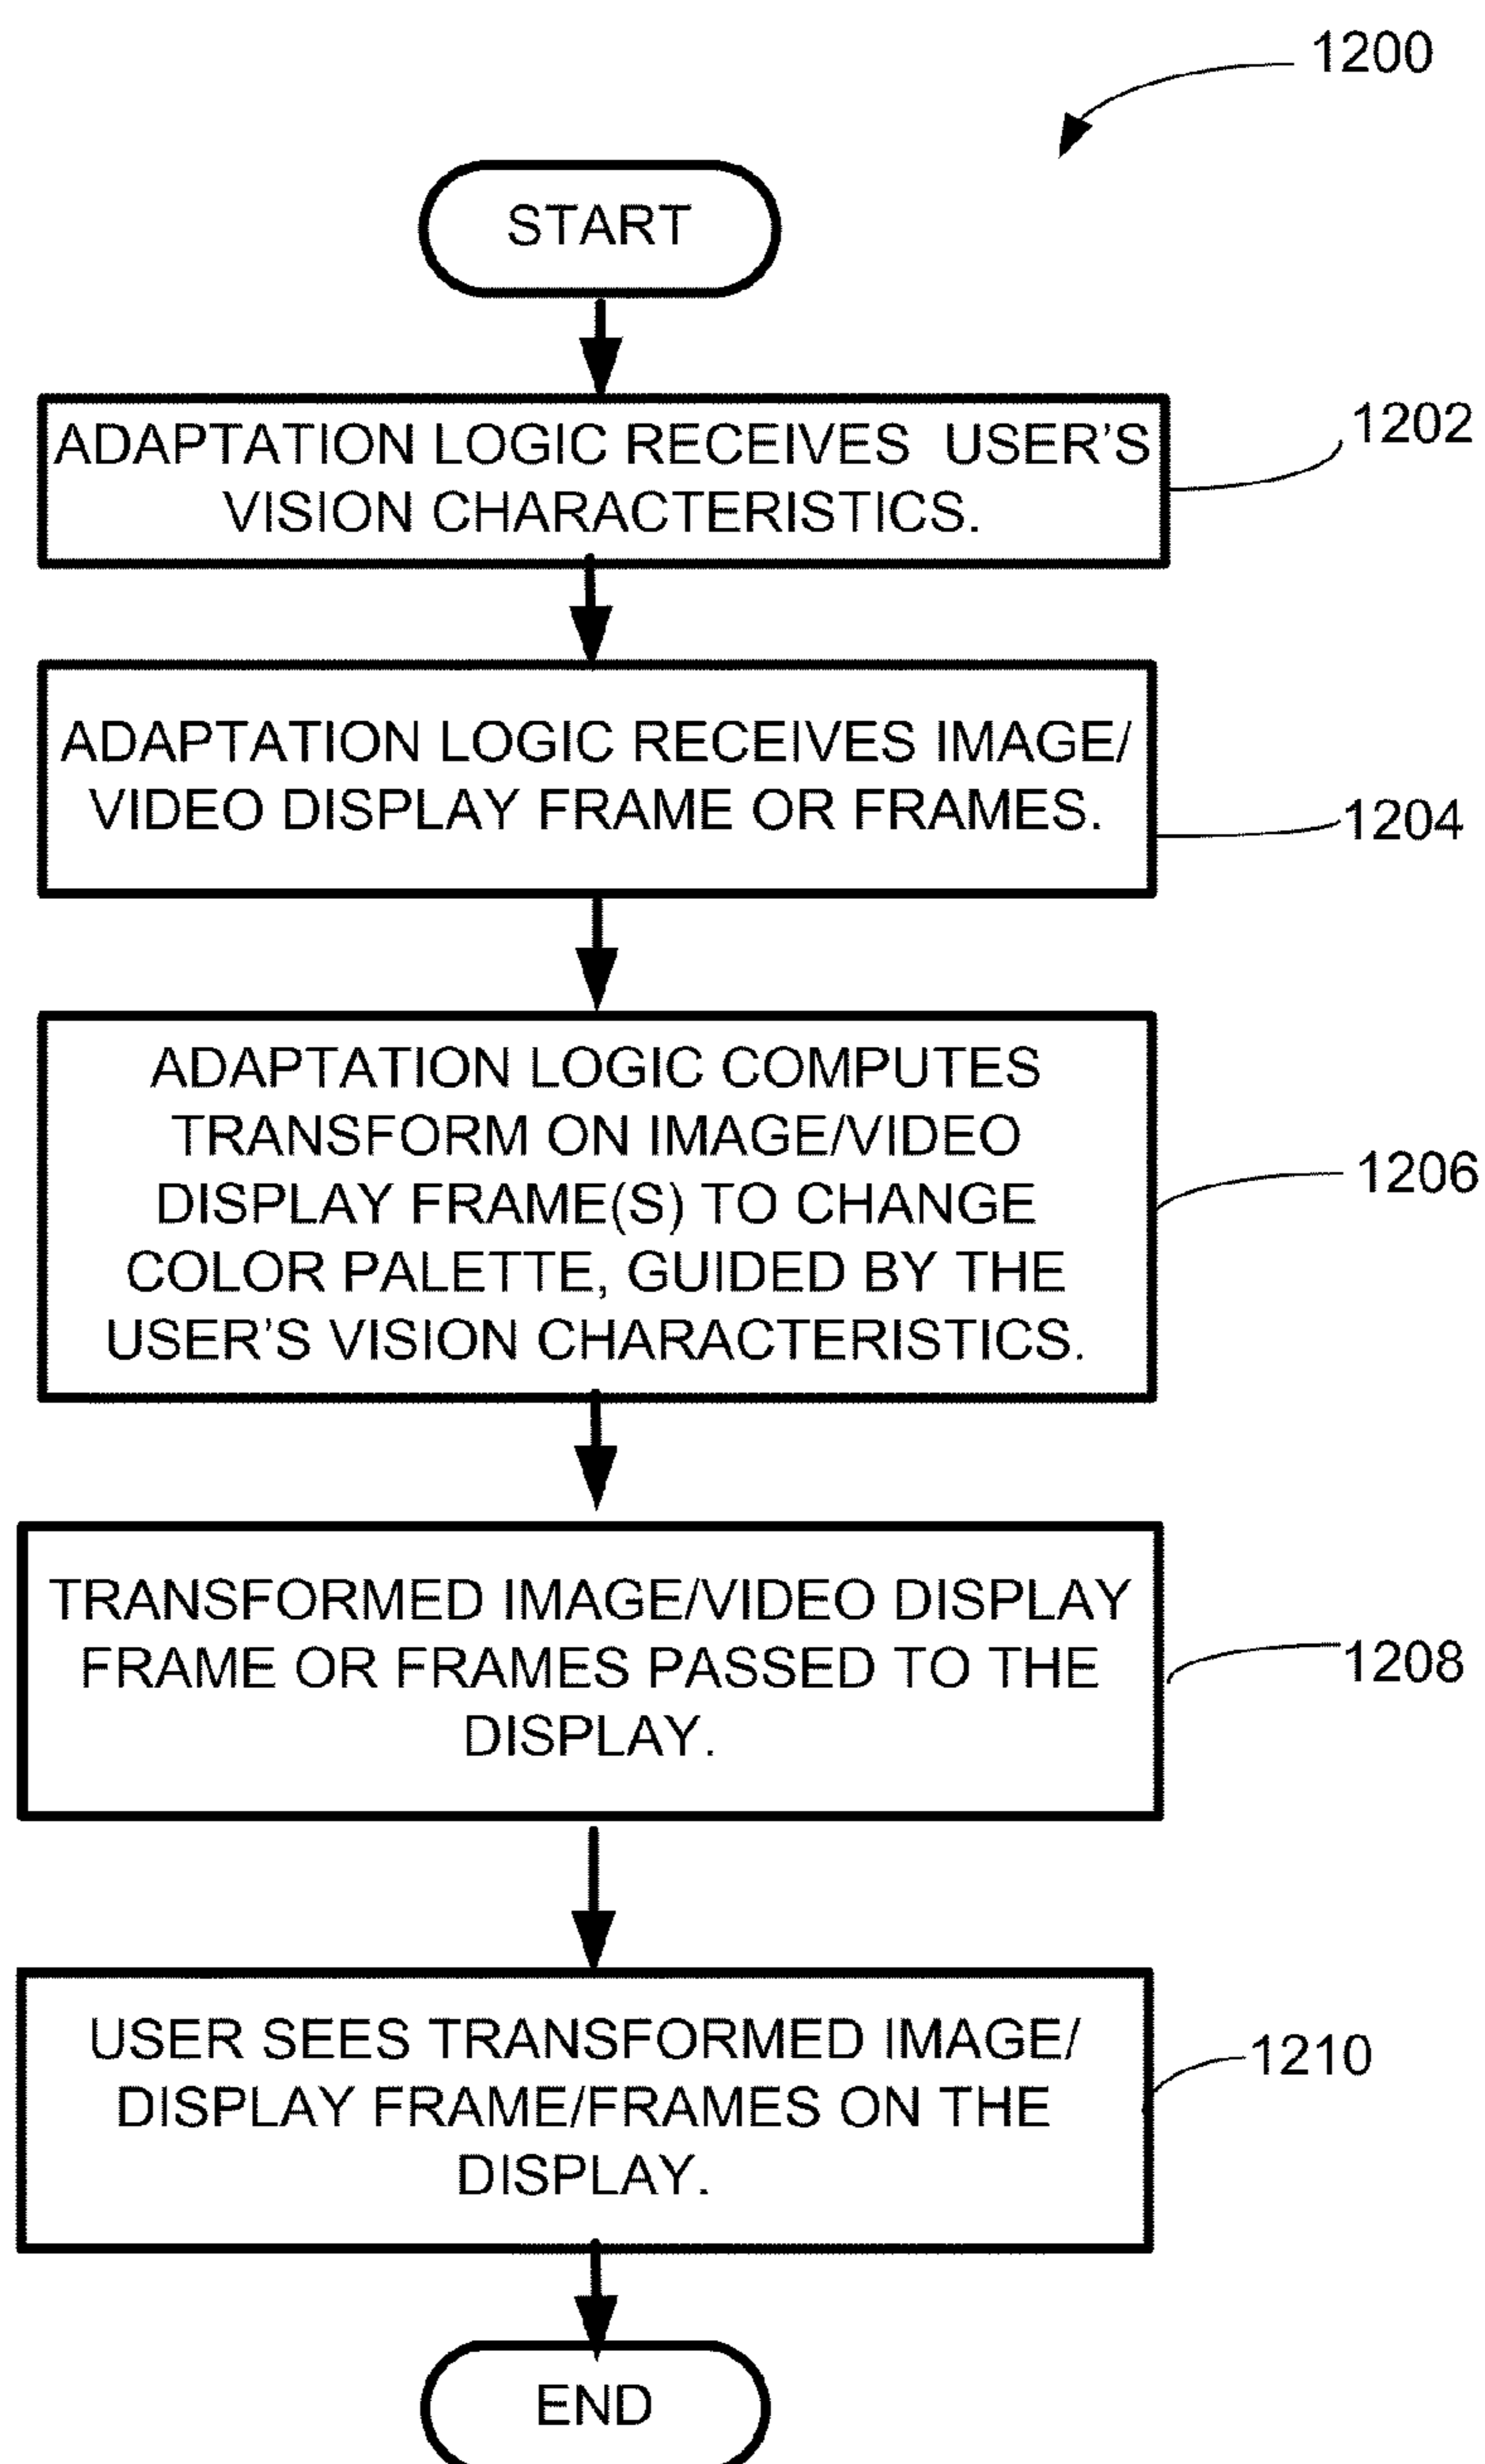 1200
START
ADAPTATION LOGIC RECEIVES USER'S
VISION CHARACTERISTICS.
1202
ADAPTATION LOGIC RECEIVES IMAGE/
VIDEO DISPLAY FRAME OR FRAMES.
1204
ADAPTATION LOGIC COMPUTES
TRANSFORM ON IMAGE/VIDEO
DISPLAY FRAME(S) TO CHANGE
COLOR PALETTE, GUIDED BY THE
USER'S VISION CHARACTERISTICS.
1206
TRANSFORMED IMAGE/VIDEO DISPLAY
FRAME OR FRAMES PASSED TO THE
DISPLAY.
1208
USER SEES TRANSFORMED IMAGE/
DISPLAY FRAME/FRAMES ON THE
DISPLAY.
1210
END